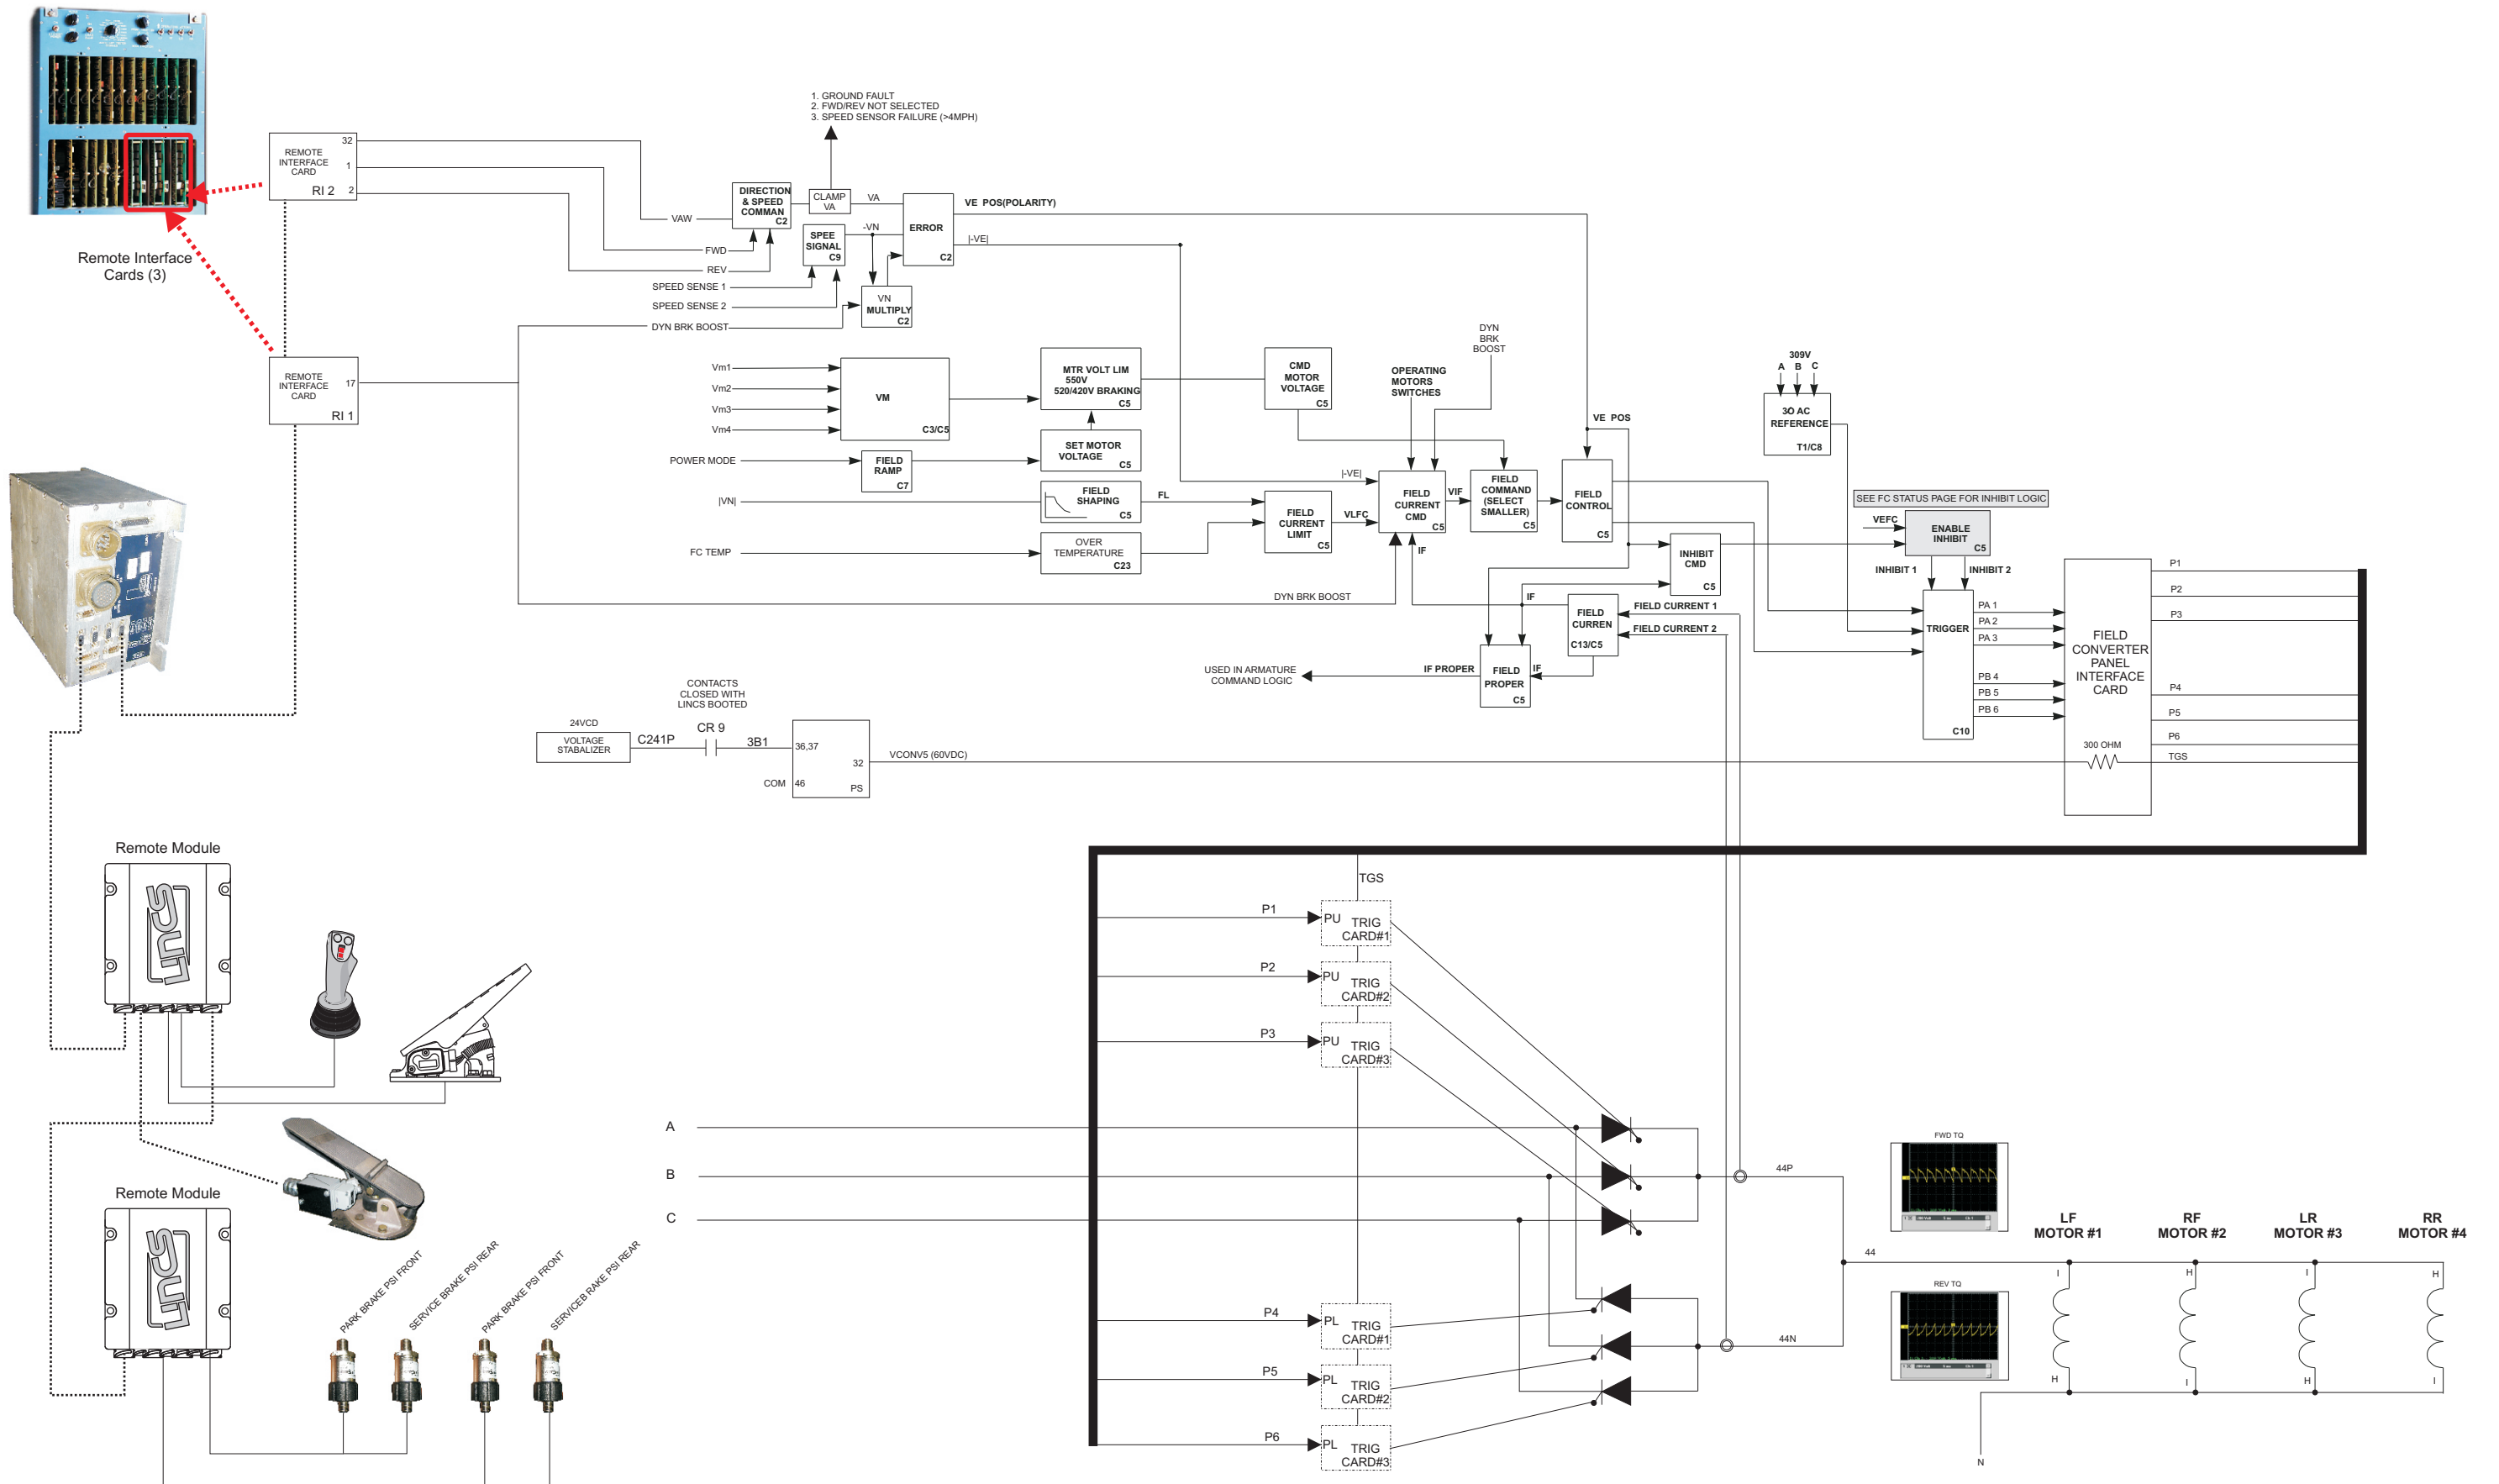 1. GROUND FAULT
2. FWD/REV NOT SELECTED
3. SPEED SENSOR FAILURE (>4MPH)
REMOTE
INTERFACE
CARD
RI 2
32
1
2
Remote Interface
Cards (3)
REMOTE
INTERFACE
CARD
17
RI 1
VAW
FWD
REV
SPEED SENSE 1
SPEED SENSE 2
DYN BRK BOOST
DIRECTION
& SPEED
COMMAN
C2
CLAMP
VA
VA
SPEE
SIGNAL
C9
-VN
ERROR
C2
VN
MULTIPLY
C2
VE POS(POLARITY)
|-VE|
Vm1
Vm2
Vm3
Vm4
VM
C3/C5
MTR VOLT LIM
550V
520/420V BRAKING
C5
CMD
MOTOR
VOLTAGE
C5
SET MOTOR
VOLTAGE
C5
POWER MODE
FIELD
RAMP
C7
|VN|
FIELD
SHAPING
C5
FL
FC TEMP
OVER
TEMPERATURE
C23
FIELD
CURRENT
LIMIT
C5
VLFC
OPERATING
MOTORS
SWITCHES
DYN
BRK
BOOST
|-VE|
FIELD
CURRENT
CMD
C5
VIF
IF
FIELD
COMMAND
(SELECT
SMALLER)
C5
VE POS
FIELD
CONTROL
C5
DYN BRK BOOST
309V
A B C
3O AC
REFERENCE
T1/C8
SEE FC STATUS PAGE FOR INHIBIT LOGIC
VEFC
ENABLE
INHIBIT
C5
INHIBIT
CMD
C5
INHIBIT 1
INHIBIT 2
IF
FIELD
CURREN
C13/C5
FIELD CURRENT 1
FIELD CURRENT 2
USED IN ARMATURE
COMMAND LOGIC
IF PROPER
FIELD
PROPER
C5
IF
TRIGGER
C10
PA 1
PA 2
PA 3
PB 4
PB 5
PB 6
FIELD
CONVERTER
PANEL
INTERFACE
CARD
300 OHM
P1
P2
P3
P4
P5
P6
TGS
CONTACTS
CLOSED WITH
LINCS BOOTED
24VCD
VOLTAGE
STABALIZER
C241P
CR 9
3B1
36,37
32
COM
46
PS
VCONV5 (60VDC)
Remote Module
LINCS
Remote Module
LINCS
PARK BRAKE PSI FRONT
SERVICE BRAKE PSI REAR
PARK BRAKE PSI FRONT
SERVICEB RAKE PSI REAR
TGS
P1
PU
TRIG
CARD#1
P2
PU
TRIG
CARD#2
P3
PU
TRIG
CARD#3
A
B
C
P4
PL
TRIG
CARD#1
P5
PL
TRIG
CARD#2
P6
PL
TRIG
CARD#3
44P
44N
44
FWD TQ
REV TQ
LF
MOTOR #1
RF
MOTOR #2
LR
MOTOR #3
RR
MOTOR #4
I
H
I
H
H
I
H
I
N